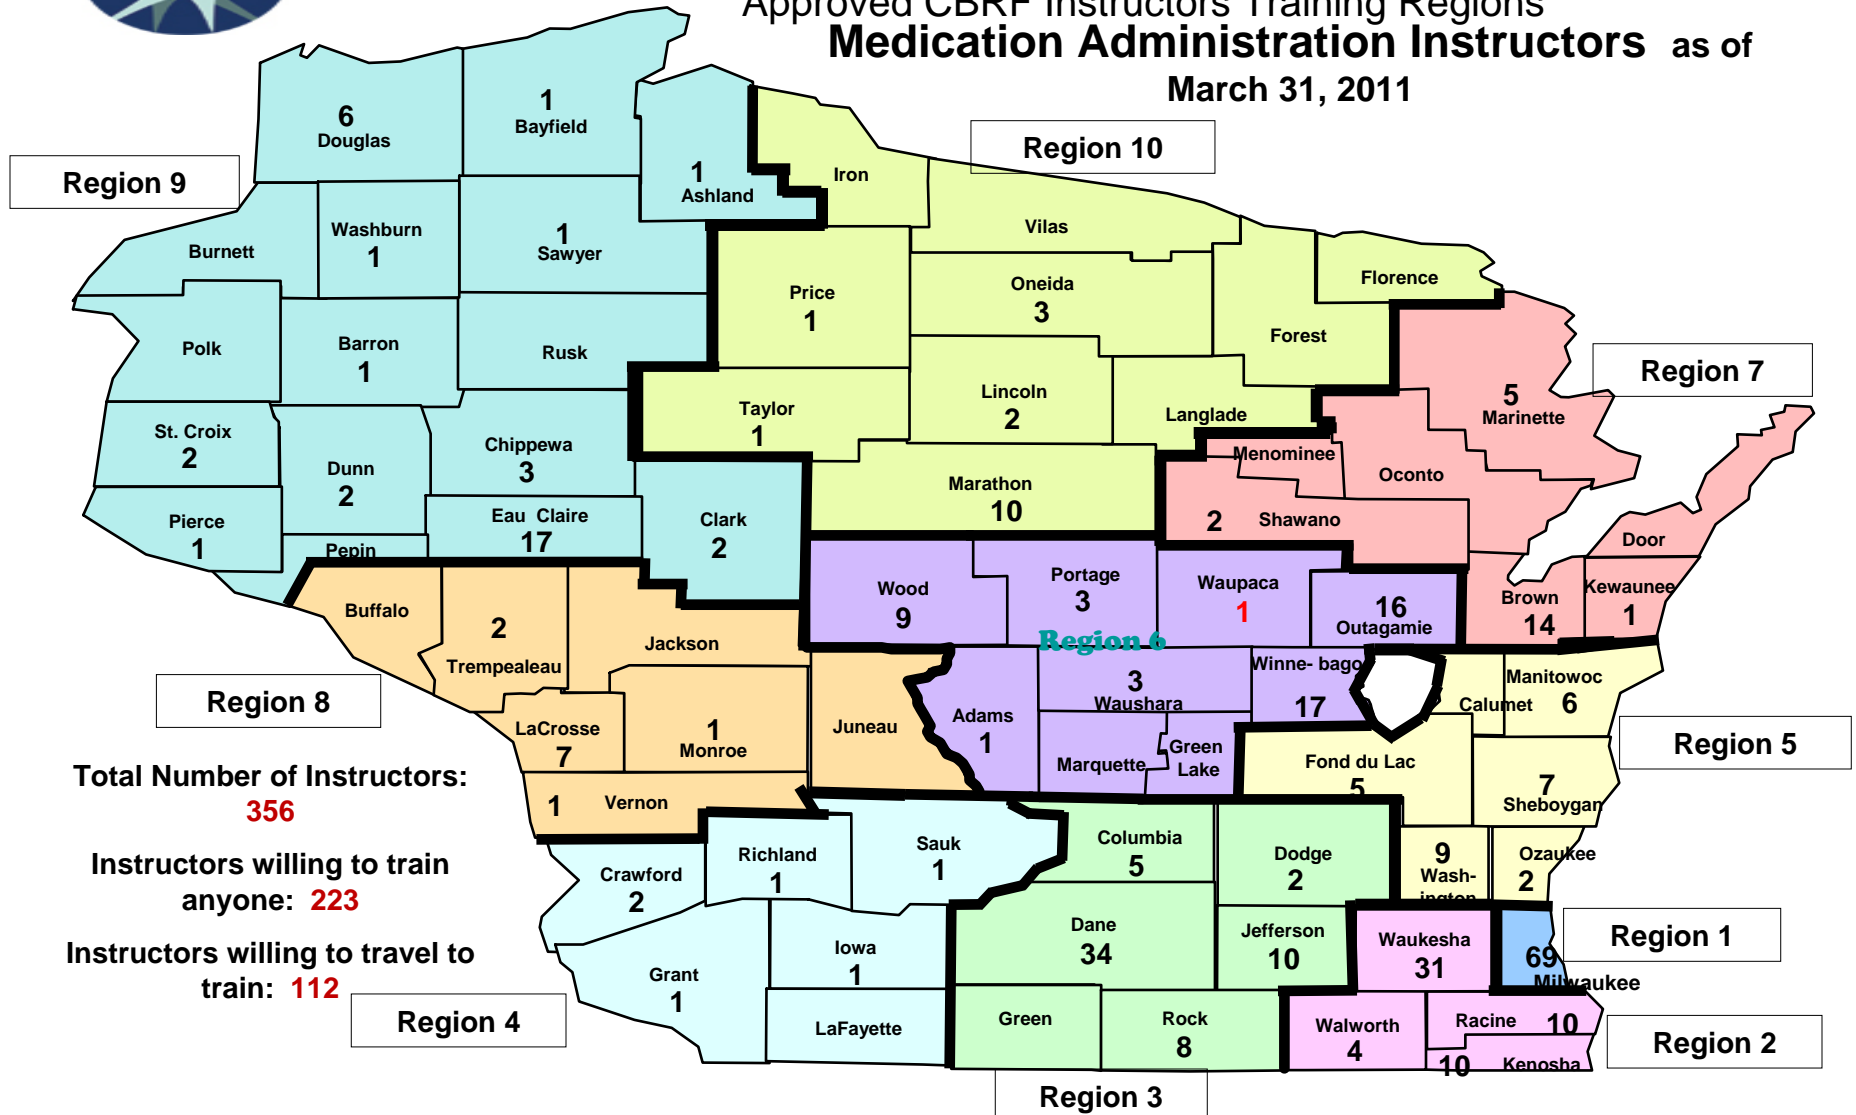 Approved CBRF Instructors Training Regions
Medication Administration Instructors as of
March 31, 2011
Region 9
Region 10
6
Douglas
1
Bayfield
1
Ashland
Iron
Vilas
Burnett
Washburn
1
1
Sawyer
Price
1
Oneida
3
Florence
Forest
Polk
Barron
1
Rusk
Region 7
5
Marinette
Taylor
1
Lincoln
2
Langlade
St. Croix
2
Dunn
2
Chippewa
3
Menominee
Oconto
Marathon
10
Pierce
1
Pepin
Eau Claire
17
Clark
2
2 Shawano
Door
Wood
9
Portage
3
Waupaca
1
16
Outagamie
Brown
14
Kewaunee
1
Region 6
Buffalo
2
Trempealeau
Jackson
Region 8
LaCrosse
7
1
Monroe
Juneau
Adams
1
3
Waushara
Winne- bago
17
Calumet
Manitowoc
6
Marquette
Green
Lake
Fond du Lac
5
7
Sheboygan
Region 5
Total Number of Instructors:
356
1 Vernon
Instructors willing to train
anyone: 223
Instructors willing to travel to
train: 112
Region 4
Crawford
2
Richland
1
Sauk
1
Columbia
5
Dodge
2
9
Wash-
ington
Ozaukee
2
Grant
1
Iowa
1
LaFayette
Dane
34
Jefferson
10
Waukesha
31
69
Milwaukee
Region 1
Green
Rock
8
Walworth
4
Racine 10
10 Kenosha
Region 2
Region 3